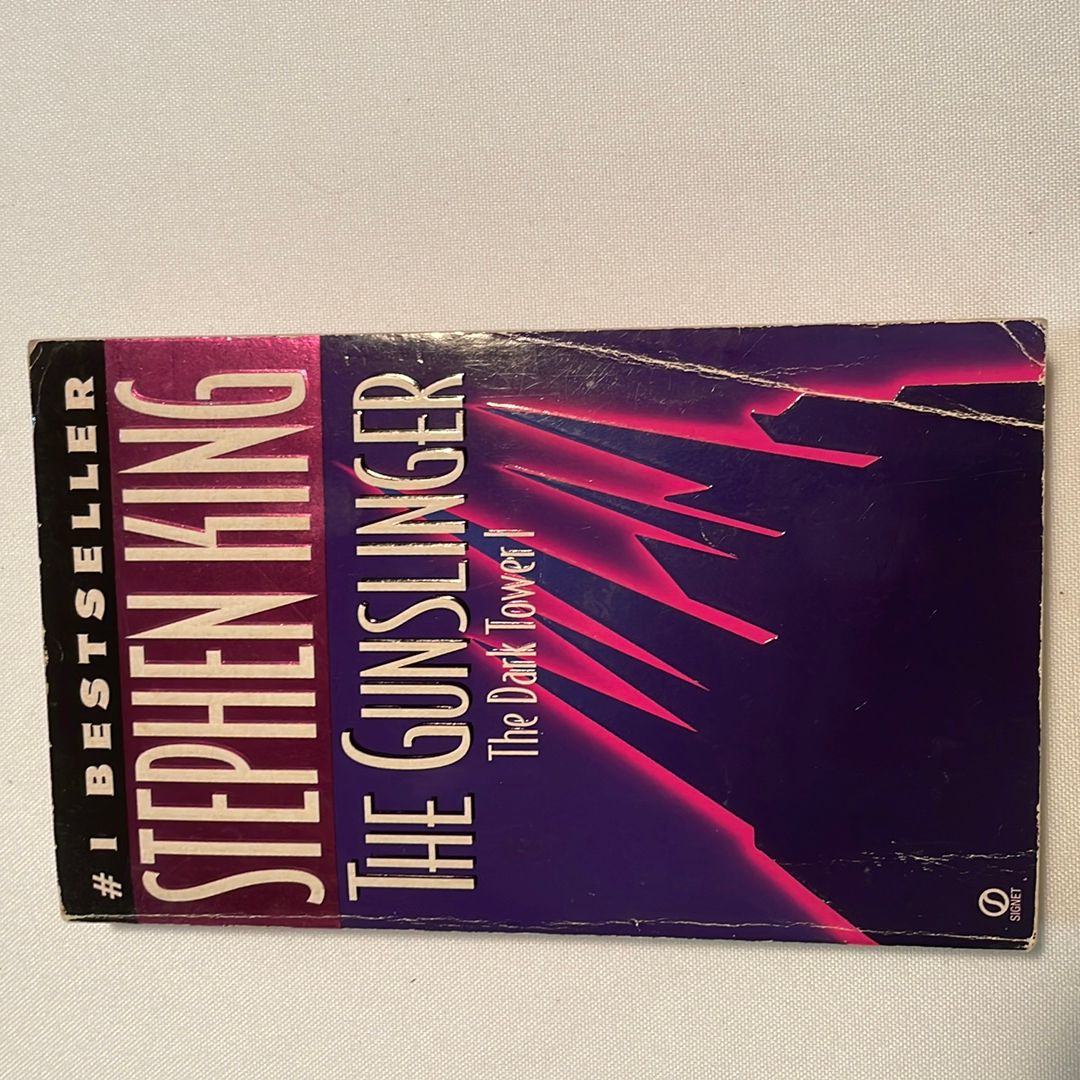 #1 BESTSELLER
STEPHEN KING
THE GUNSLINGER
The Dark Tower I
SIGNET